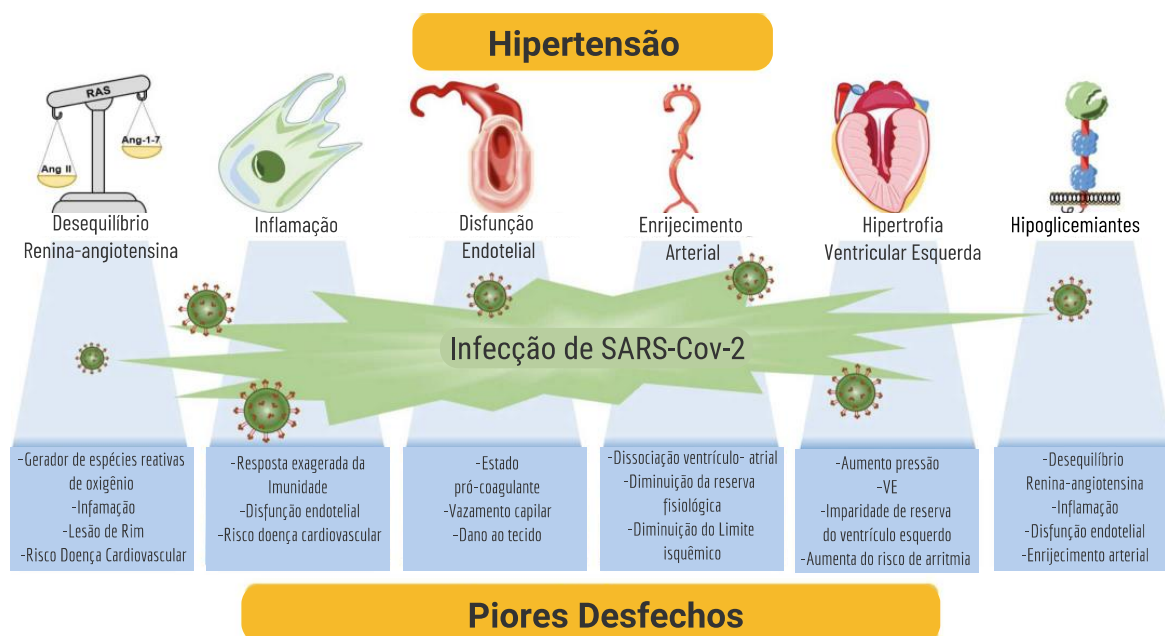 Hipertensão
RAS
Ang-1-7
Ang II
Desequilíbrio
Renina-angiotensina
Inflamação
Disfunção
Endotelial
Enrijecimento
Arterial
Hipertrofia
Ventricular Esquerda
Hipoglicemiantes
Infecção de SARS-Cov-2
-Gerador de espécies reativas
de oxigênio
-Infamação
-Lesão de Rim
-Risco Doença Cardiovascular
-Resposta exagerada da
Imunidade
-Disfunção endotelial
-Risco doença cardiovascular
-Estado
pró-coagulante
-Vazamento capilar
-Dano ao tecido
-Dissociação ventrículo- atrial
-Diminuição da reserva
fisiológica
-Diminuição do Limite
isquêmico
-Aumento pressão
-VE
-Imparidade de reserva
do ventrículo esquerdo
-Aumenta do risco de arritmia
-Desequilíbrio
Renina-angiotensina
-Inflamação
-Disfunção endotelial
-Enrijecimento arterial
Piores Desfechos